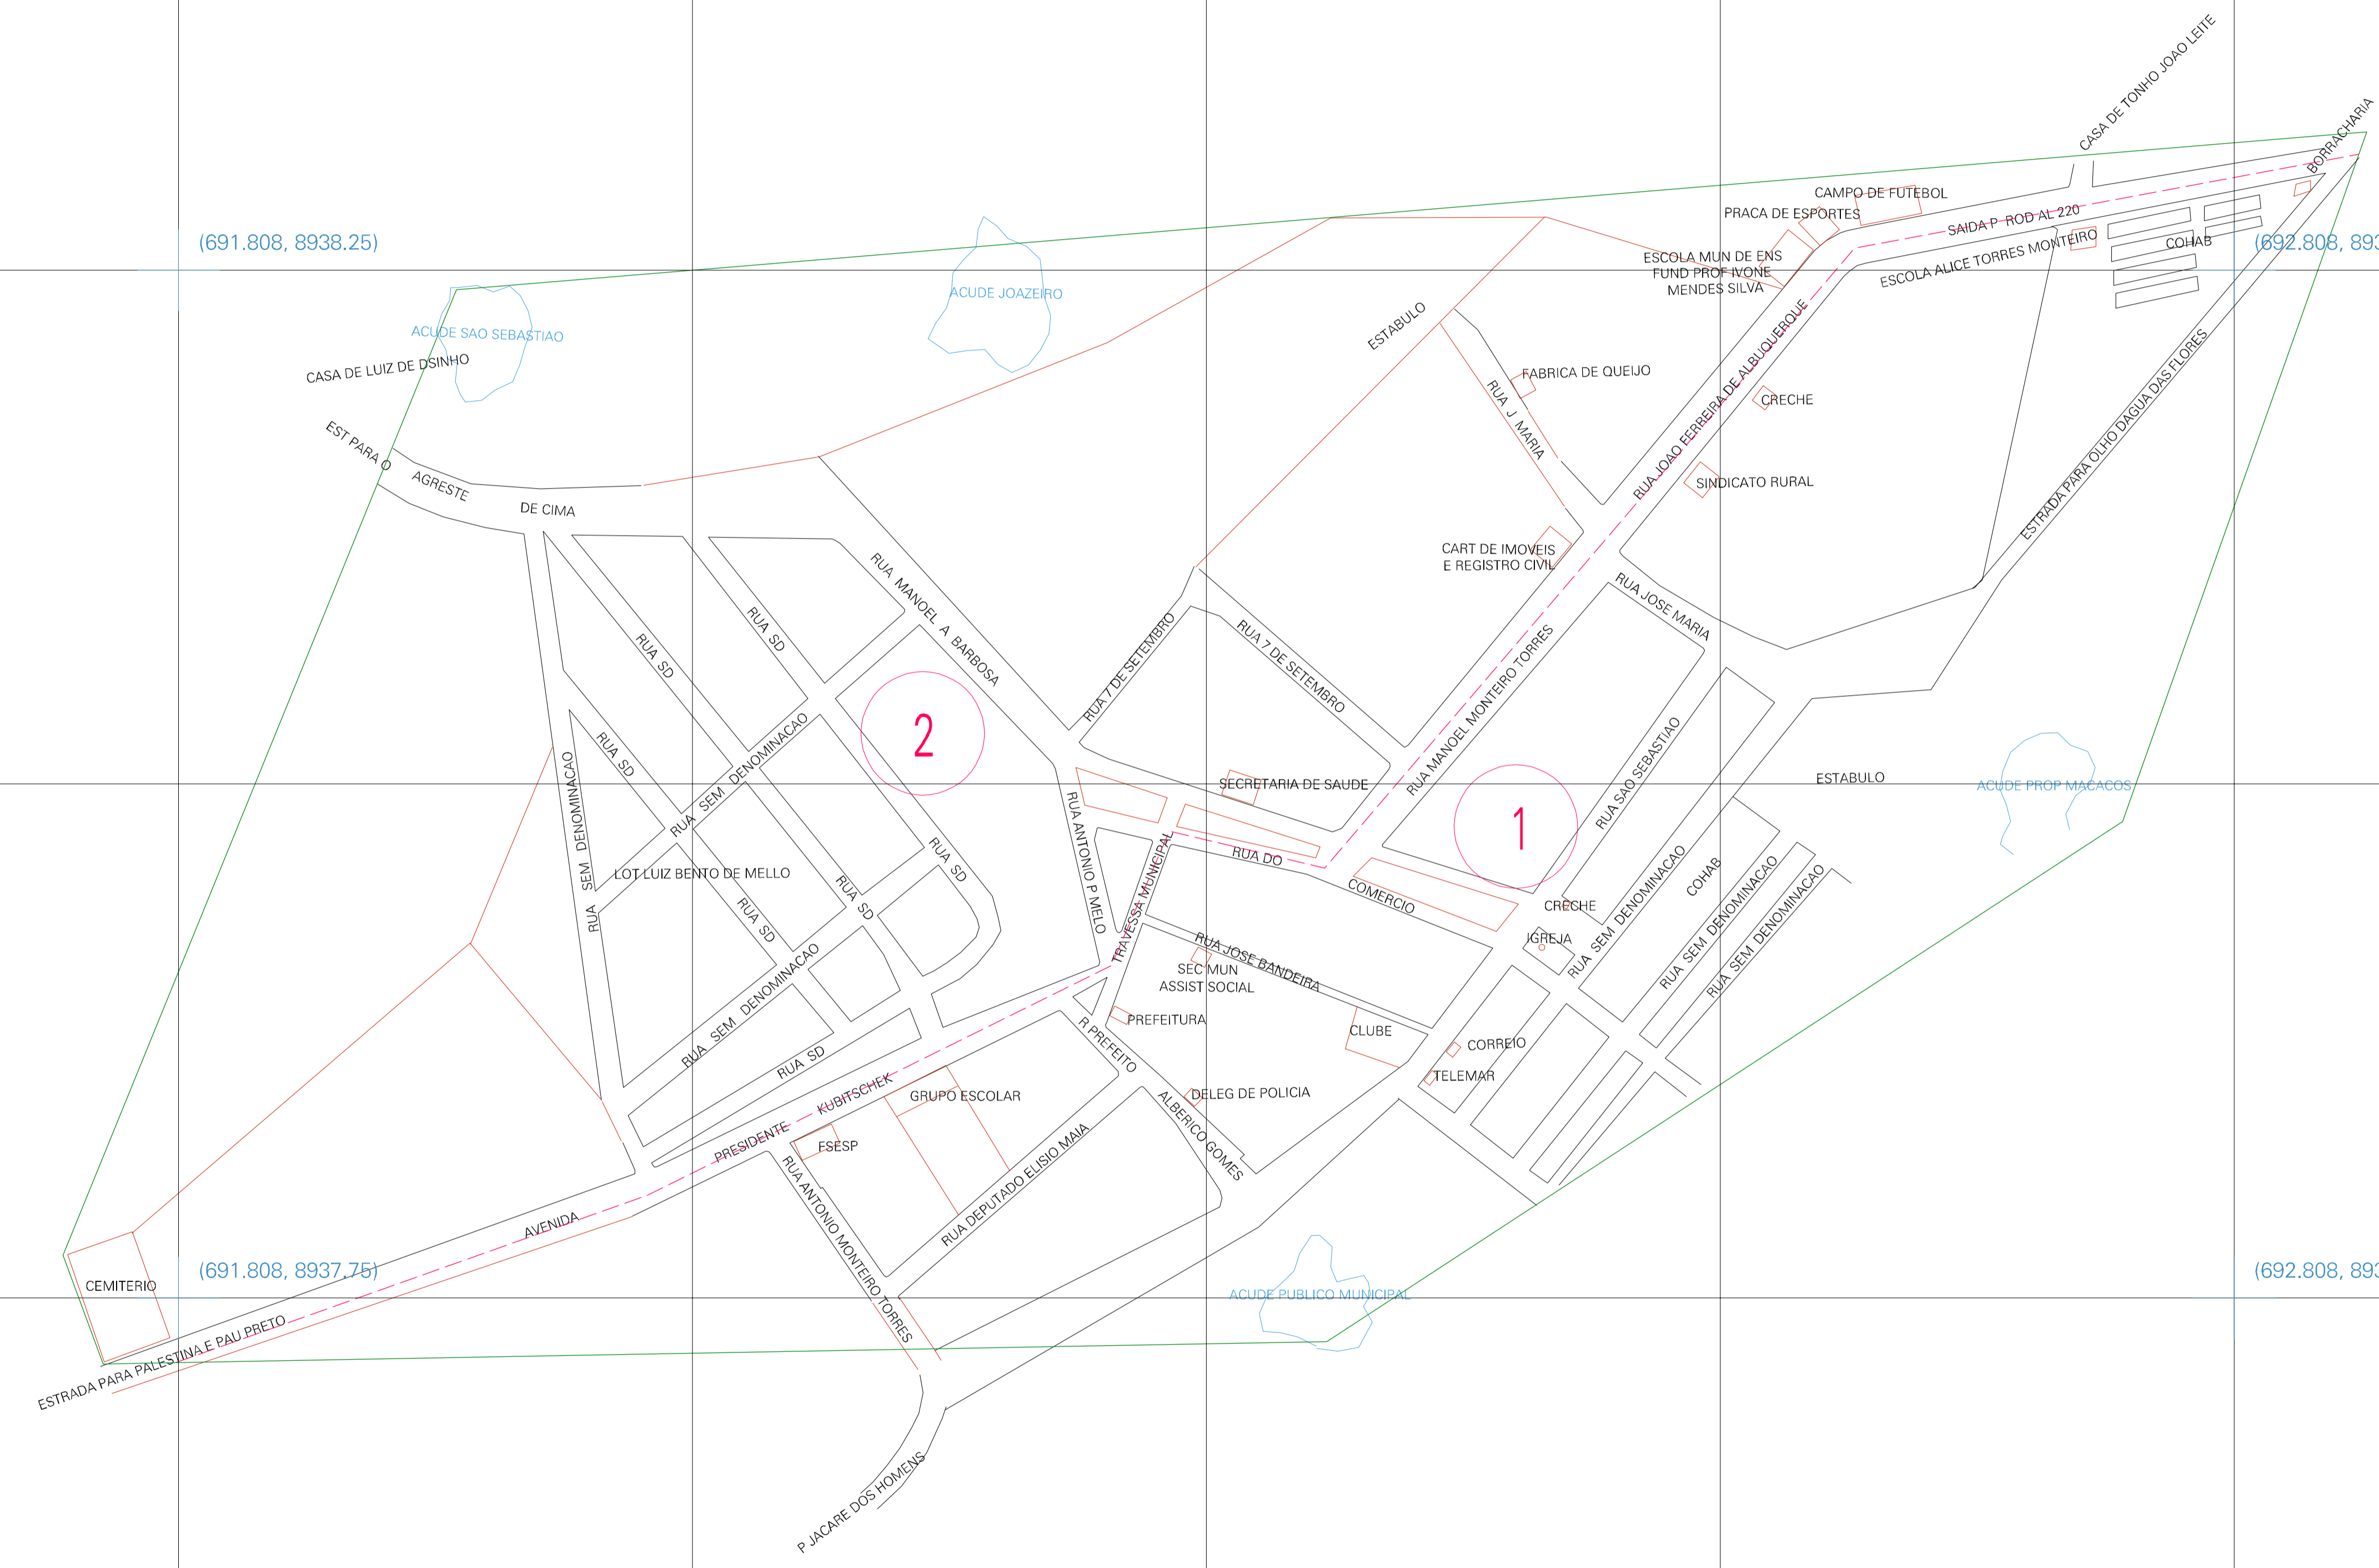 CASA DE TONHO JOAO LEITE
BORRACHARIA
CAMPO DE FUTEBOL
PRACA DE ESPORTES
SAIDA P ROD AL 220
(691.808, 8938.25)
ESCOLA MUN DE ENS
FUND PROF IVONE
MENDES SILVA
ESCOLA ALICE TORRES MONTEIRO
COHAB
(692.808, 893
ACUDE JOAZEIRO
ACUDE SAO SEBASTIAO
CASA DE LUIZ DE DSINHO
ESTABULO
FABRICA DE QUEIJO
RUA J MARIA
RUA JOAO FERREIRA DE ALBUQUERQUE
CRECHE
ESTRADA PARA OLHO DAGUA DAS FLORES
EST PARA O
AGRESTE
DE CIMA
SINDICATO RURAL
CART DE IMOVEIS
E REGISTRO CIVIL
RUA JOSE MARIA
RUA MANOEL A BARBOSA
RUA SD
RUA SD
RUA 7 DE SETEMBRO
RUA 7 DE SETEMBRO
RUA MANOEL MONTEIRO TORRES
2
RUA SD
RUA SEM DENOMINACAO
RUA SEM DENOMINACAO
SECRETARIA DE SAUDE
RUA SAO SEBASTIAO
ESTABULO
ACUDE PROP MACACOS
1
RUA ANTONIO P MELO
TRAVESSA MUNICIPAL
RUA DO
COMERCIO
LOT LUIZ BENTO DE MELLO
RUA SD
RUA SD
RUA SD
CRECHE
IGREJA
RUA SEM DENOMINACAO
COHAB
RUA SEM DENOMINACAO
RUA SEM DENOMINACAO
RUA JOSE BANDEIRA
SEC MUN
ASSIST SOCIAL
RUA SEM DENOMINACAO
PREFEITURA
CLUBE
CORREIO
TELEMAR
R PREFEITO
ALBERICO GOMES
DELEG DE POLICIA
RUA SD
GRUPO ESCOLAR
AVENIDA
PRESIDENTE
KUBITSCHEK
FSESP
RUA DEPUTADO ELISIO MAIA
RUA ANTONIO MONTEIRO TORRES
(691.808, 8937.75)
CEMITERIO
ACUDE PUBLICO MUNICIPAL
(692.808, 893
ESTRADA PARA PALESTINA E PAU PRETO
P JACARE DOS HOMENS